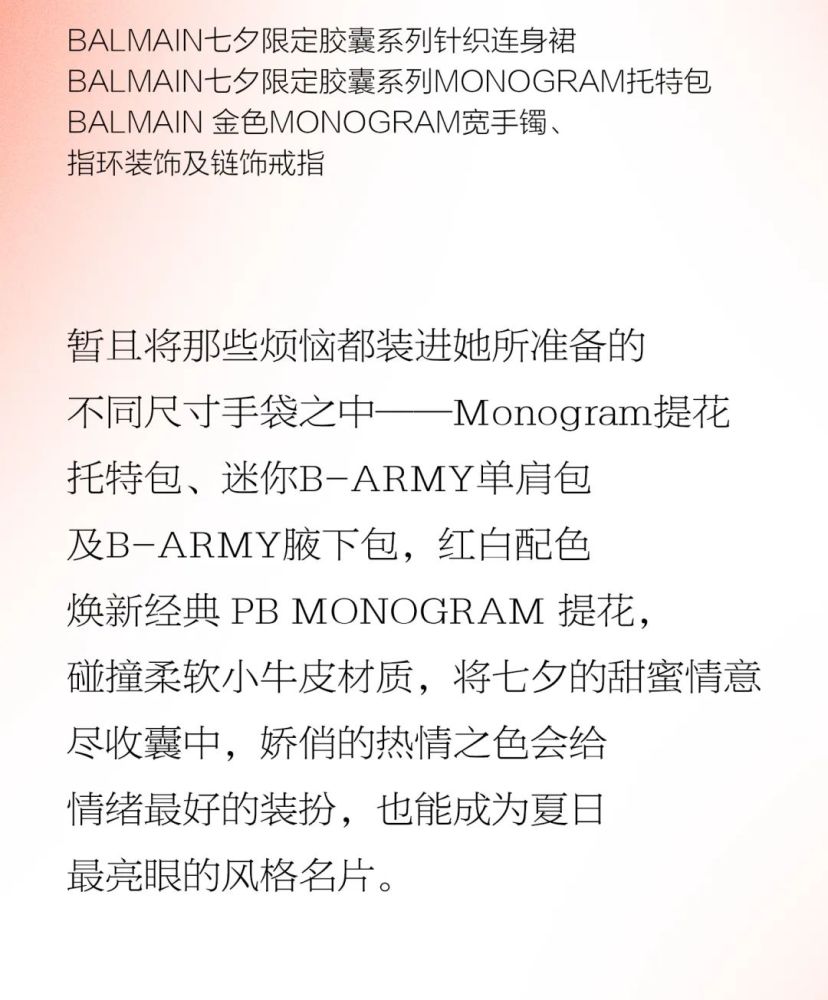 BALMAIN七夕限定胶囊系列针织连身裙
BALMAIN七夕限定胶囊系列MONOGRAM托特包
BALMAIN 金色MONOGRAM宽手镯、
指环装饰及链饰戒指
暂且将那些烦恼都装进她所准备的
不同尺寸手袋之中——Monogram提花
托特包、迷你B-ARMY单肩包
及B-ARMY腋下包，红白配色
焕新经典 PB MONOGRAM 提花，
碰撞柔软小牛皮材质，将七夕的甜蜜情意
尽收囊中，娇俏的热情之色会给
情绪最好的装扮，也能成为夏日
最亮眼的风格名片。